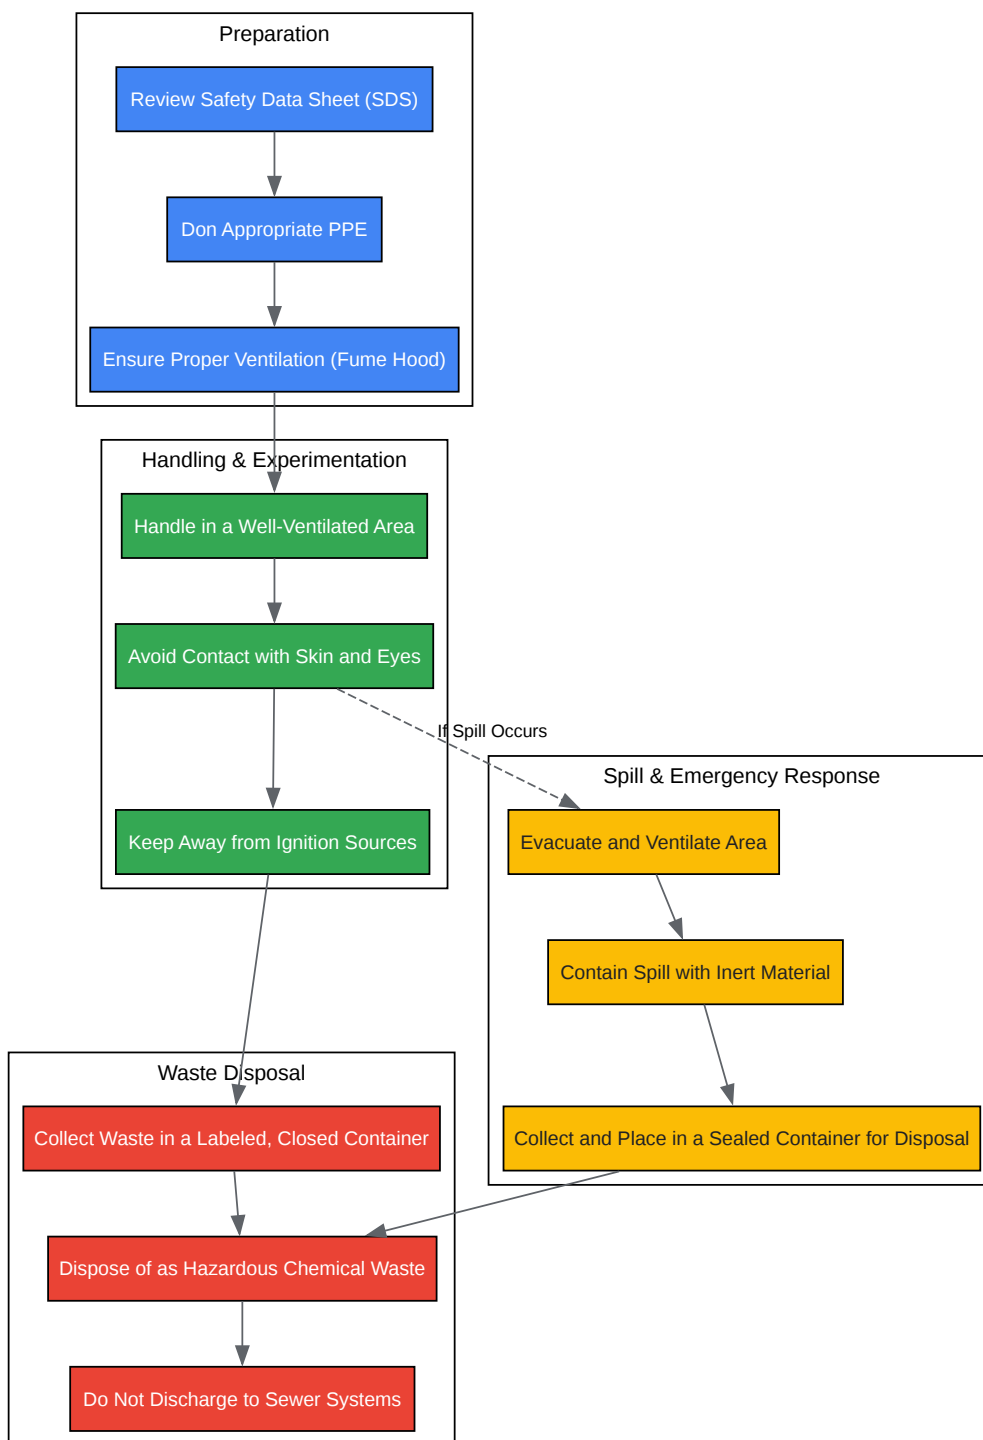 Preparation
Review Safety Data Sheet (SDS)
Don Appropriate PPE
Ensure Proper Ventilation (Fume Hood)
Handling & Experimentation
Handle in a Well-Ventilated Area
Avoid Contact with Skin and Eyes
If Spill Occurs
Keep Away from Ignition Sources
Spill & Emergency Response
Evacuate and Ventilate Area
Contain Spill with Inert Material
Collect and Place in a Sealed Container for Disposal
Waste Disposal
Collect Waste in a Labeled, Closed Container
Dispose of as Hazardous Chemical Waste
Do Not Discharge to Sewer Systems